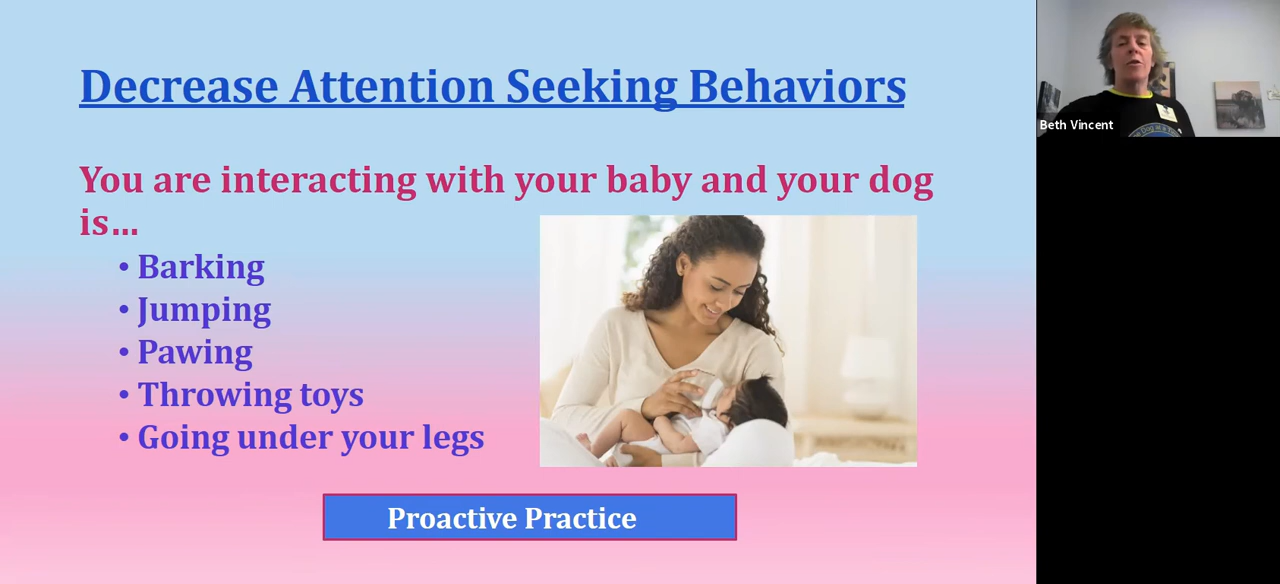 Decrease Attention Seeking Behaviors
You are interacting with your baby and your dog
is...
• Barking
• Jumping
• Pawing
• Throwing toys
• Going under your legs
Proactive Practice
Beth Vincent